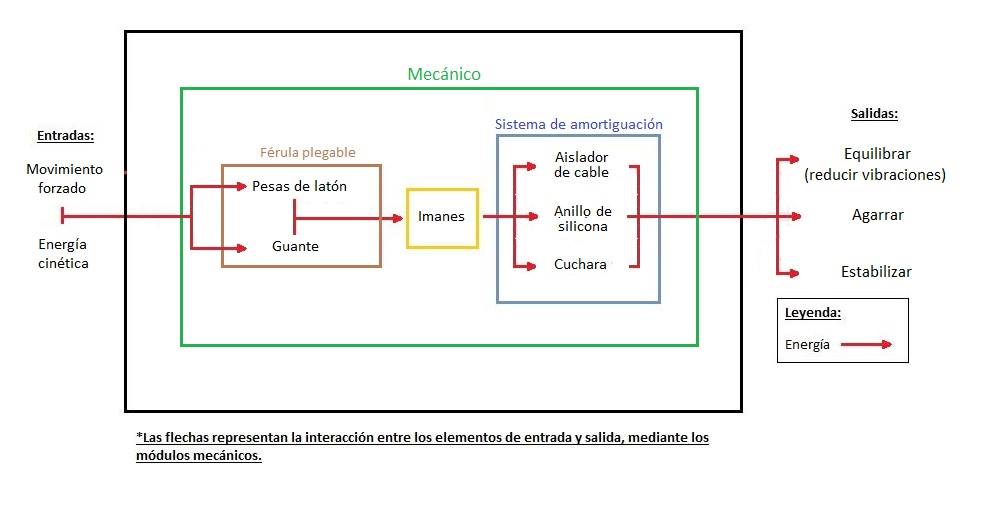 Mecánico
Entradas:
Movimiento
forzado
Energía
cinética
Férula plegable
Pesas de latón
Guante
Imanes
Sistema de amortiguación
Aislador
de cable
Anillo de
silicona
Cuchara
Salidas:
Equilibrar
(reducir vibraciones)
Agarrar
Estabilizar
Leyenda:
Energía
*Las flechas representan la interacción entre los elementos de entrada y salida, mediante los
módulos mecánicos.